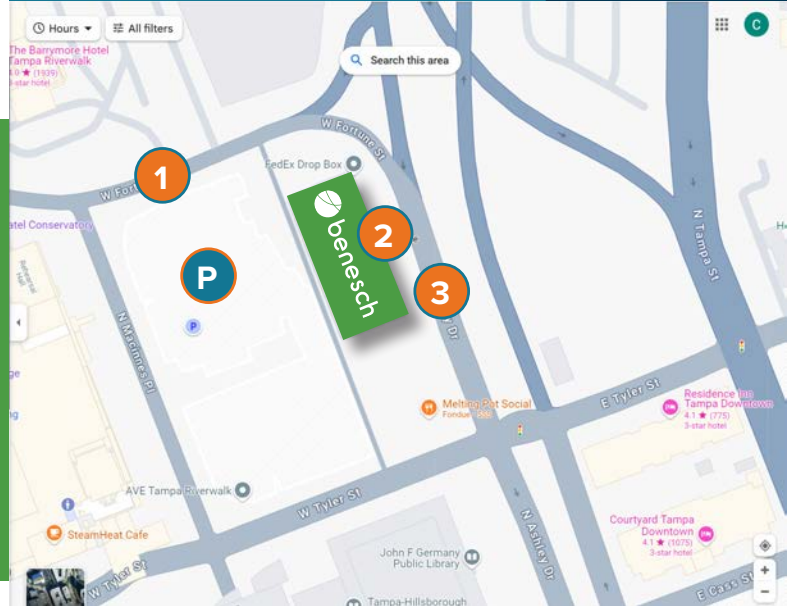 Hours
All filters
C
The Barrymore Hotel
Tampa Riverwalk
4.0 ★ (1939)
3-star hotel
Search this area
W Fortune St
FedEx Drop Box
1
W Fort
2
benesch
P
3
P
Rehearsal
Hall
N MacInnes Pl
N Tampa St
Dr
Melting Pot Social
Fondue
E Tyler St
Residence Inn
Tampa Downtown
4.1 ★ (775)
3-star hotel
AVE Tampa Riverwalk
W Tyler St
SteamHeat Cafe
Courtyard Tampa
Downtown
4.1 ★ (1075)
3-star hotel
N Ashley Dr
John F Germany
Public Library
W Tyler St
Tampa-Hillsborough
E Cass St
+
−